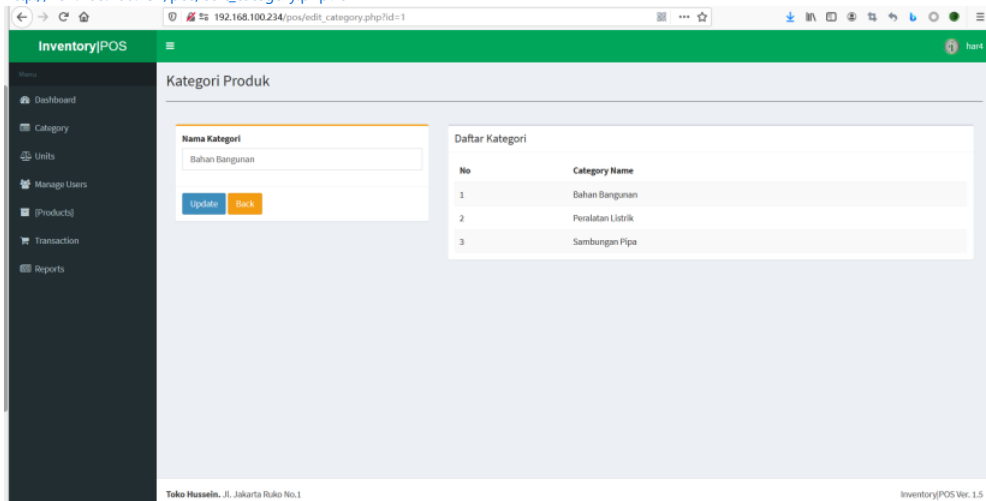 192.168.100.234/pos/edit_category.php?id=1
Inventory|POS
har4
Menu
Dashboard
Category
Units
Manage Users
[Products]
Transaction
Reports
Kategori Produk
Nama Kategori
Bahan Bangunan
Update Back
Daftar Kategori
No Category Name
1 Bahan Bangunan
2 Peralatan Listrik
3 Sambungan Pipa
Toko Hussein. Jl. Jakarta Ruko No.1
Inventory|POS Ver. 1.5